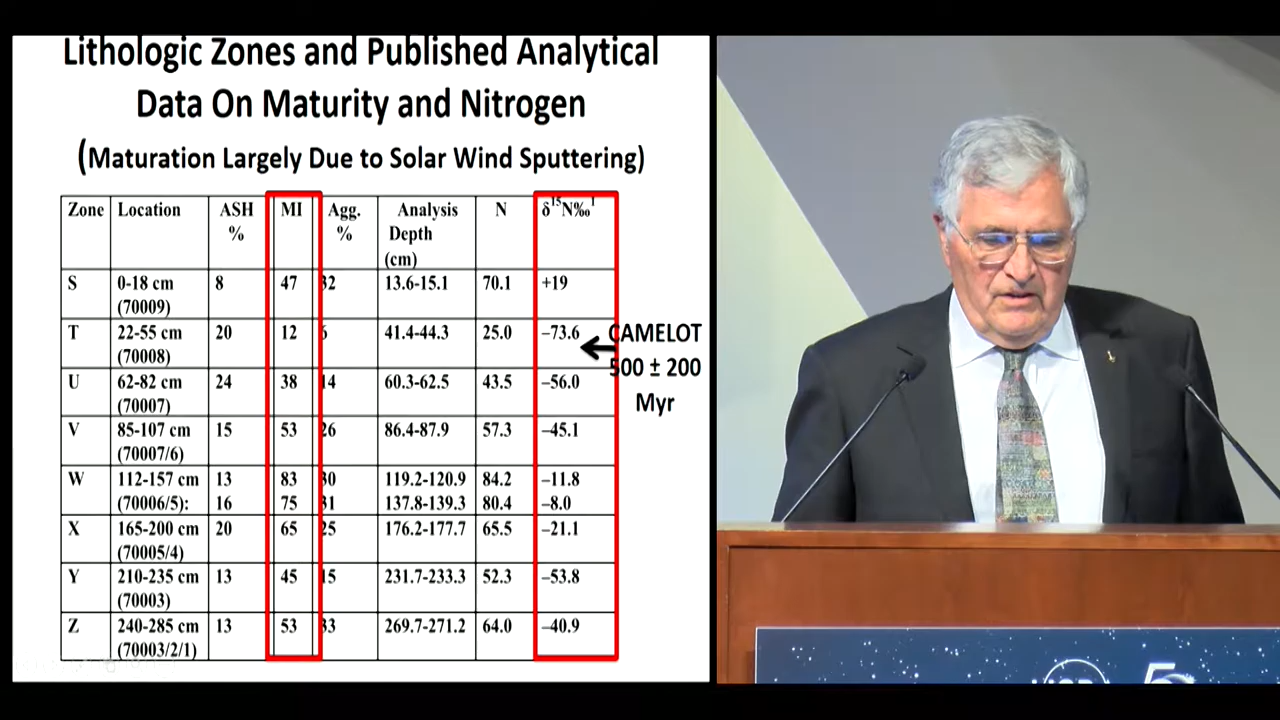 Lithologic Zones and Published Analytical
Data On Maturity and Nitrogen
(Maturation Largely Due to Solar Wind Sputtering)
Zone Location ASH % MI Agg. % Analysis Depth (cm) N δ15N‰1
S 0-18 cm (70009) 8 47 32 13.6-15.1 70.1 +19
T 22-55 cm (70008) 20 12 6 41.4-44.3 25.0 –73.6
U 62-82 cm (70007) 24 38 14 60.3-62.5 43.5 –56.0
V 85-107 cm (70007/6) 15 53 26 86.4-87.9 57.3 –45.1
W 112-157 cm 13 83 30 119.2-120.9 84.2 –11.8
(70006/5): 16 75 31 137.8-139.3 80.4 –8.0
X 165-200 cm (70005/4) 20 65 25 176.2-177.7 65.5 –21.1
Y 210-235 cm (70003) 13 45 15 231.7-233.3 52.3 –53.8
Z 240-285 cm (70003/2/1) 13 53 33 269.7-271.2 64.0 –40.9
CAMELOT
500 ± 200
Myr